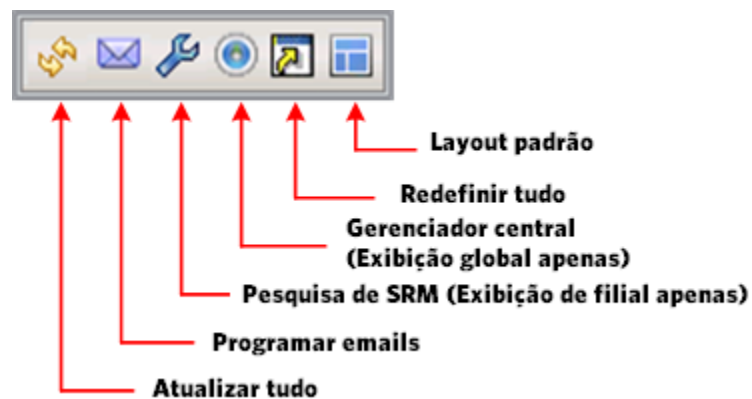 Layout padrão
Redefinir tudo
Gerenciador central
(Exibição global apenas)
Pesquisa de SRM (Exibição de filial apenas)
Programar emails
Atualizar tudo